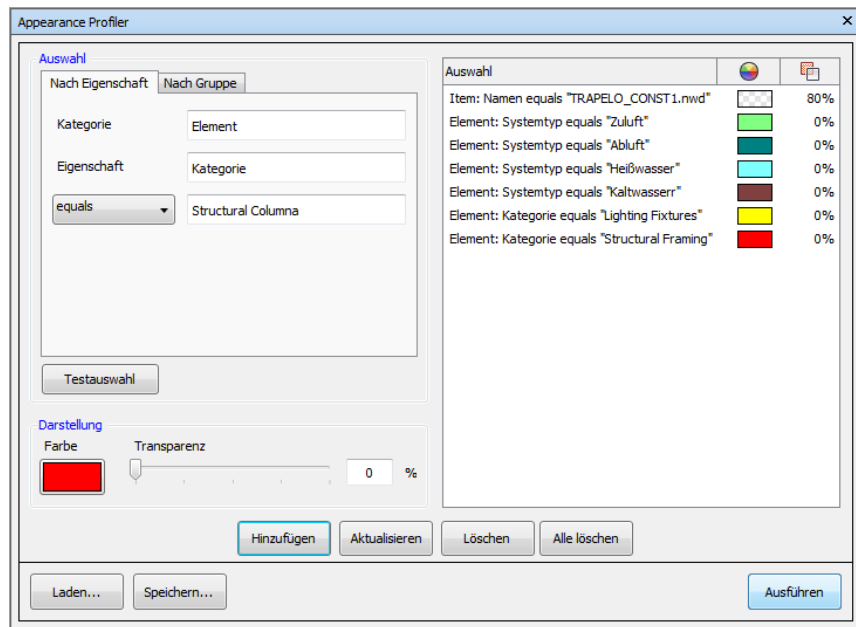 Appearance Profiler
Auswahl
Nach Eigenschaft Nach Gruppe
Kategorie Element
Eigenschaft Kategorie
equals Structural Columna
Testauswahl
Darstellung
Farbe Transparenz
0 %
Auswahl
Item: Namen equals "TRAPELO_CONST1.nwd" 80%
Element: Systemtyp equals "Zuluft" 0%
Element: Systemtyp equals "Abluft" 0%
Element: Systemtyp equals "Heißwasser" 0%
Element: Systemtyp equals "Kaltwasserr" 0%
Element: Kategorie equals "Lighting Fixtures" 0%
Element: Kategorie equals "Structural Framing" 0%
Hinzufügen Aktualisieren Löschen Alle löschen
Laden... Speichern... Ausführen